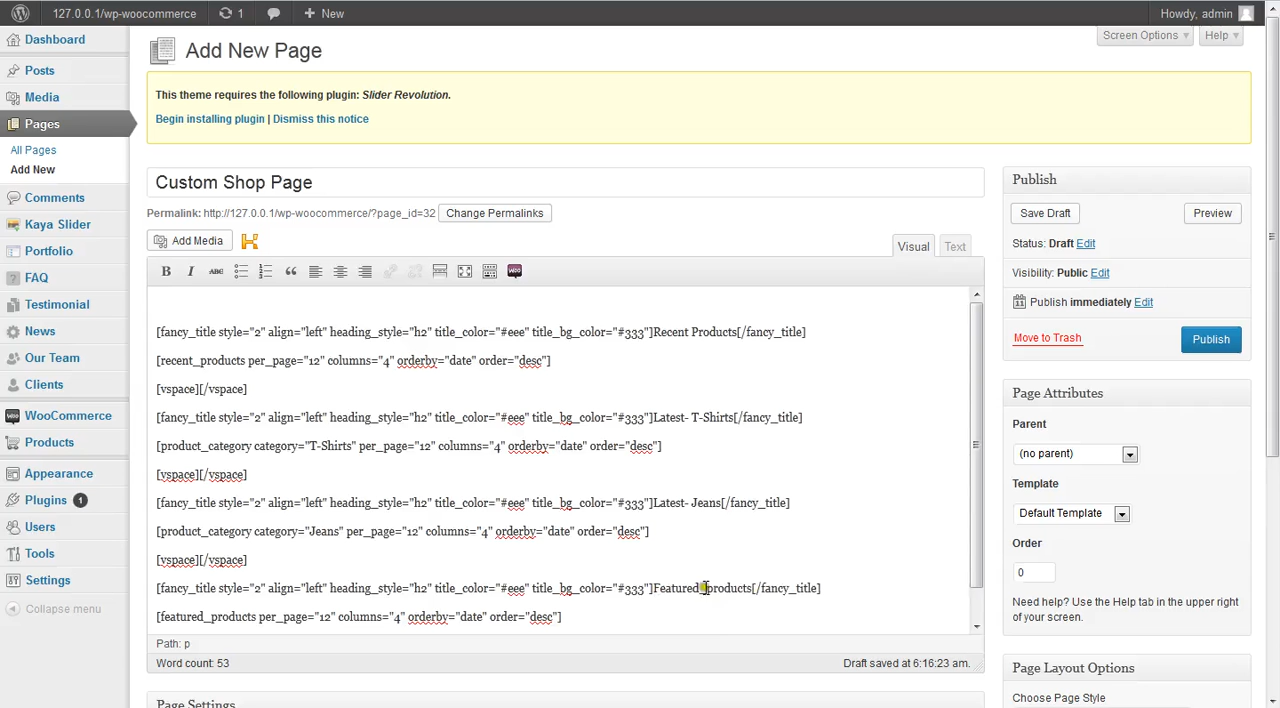 127.0.0.1/wp-woocommerce
1
New
Howdy, admin
Dashboard
Posts
Media
Pages
All Pages
Add New
Comments
Kaya Slider
Portfolio
FAQ
Testimonial
News
Our Team
Clients
WooCommerce
Products
Appearance
Plugins 1
Users
Tools
Settings
Collapse menu
Screen Options
Help
Add New Page
This theme requires the following plugin: Slider Revolution.
Begin installing plugin | Dismiss this notice
Custom Shop Page
Permalink: http://127.0.0.1/wp-woocommerce/?page_id=32 Change Permalinks
Add Media
Visual
Text
B I ABC
[fancy_title style="2" align="left" heading_style="h2" title_color="#eee" title_bg_color="#333"]Recent Products[/fancy_title]
[recent_products per_page="12" columns="4" orderby="date" order="desc"]
[vspace][/vspace]
[fancy_title style="2" align="left" heading_style="h2" title_color="#eee" title_bg_color="#333"]Latest- T-Shirts[/fancy_title]
[product_category category="T-Shirts" per_page="12" columns="4" orderby="date" order="desc"]
[vspace][/vspace]
[fancy_title style="2" align="left" heading_style="h2" title_color="#eee" title_bg_color="#333"]Latest- Jeans[/fancy_title]
[product_category category="Jeans" per_page="12" columns="4" orderby="date" order="desc"]
[vspace][/vspace]
[fancy_title style="2" align="left" heading_style="h2" title_color="#eee" title_bg_color="#333"]Featured products[/fancy_title]
[featured_products per_page="12" columns="4" orderby="date" order="desc"]
Path: p
Word count: 53
Draft saved at 6:16:23 am.
Page Settings
Publish
Save Draft
Preview
Status: Draft Edit
Visibility: Public Edit
Publish immediately Edit
Move to Trash
Publish
Page Attributes
Parent
(no parent)
Template
Default Template
Order
0
Need help? Use the Help tab in the upper right
of your screen.
Page Layout Options
Choose Page Style